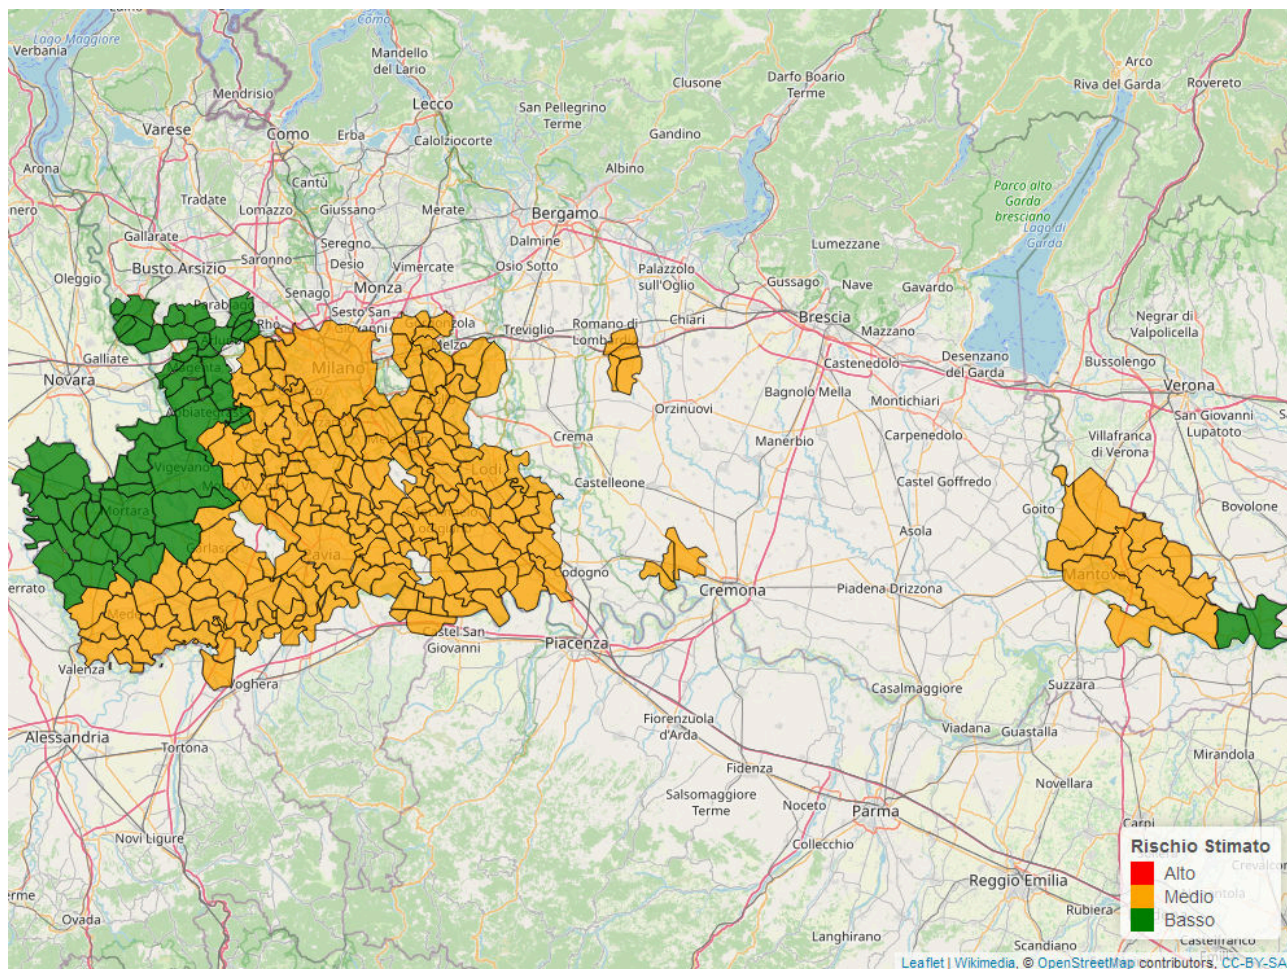 Como
Lago Maggiore
Verbania
Mandello
del Lario
Clusone
Darfo Boario
Terme
Arco
Riva del Garda
Rovereto
Mendrisio
Lecco
San Pellegrino
Terme
Varese
Como
Erba
Calolziocorte
Gandino
Arona
Albino
Cantù
Parco alto
Garda
bresciano
Lago di
Garda
Tradate
Lomazzo
Giussano
Merate
Bergamo
Gallarate
Seregno
Dalmine
Lumezzane
Saronno
Desio
Vimercate
Osio Sotto
Palazzolo
sull'Oglio
Oleggio
Busto Arsizio
Gussago
Nave
Gavardo
Senago
Monza
Parabiago
Sesto San
Giovanni
Rho
Treviglio
Romano di
Chiari
Brescia
Mazzano
Negrar di
Valpolicella
Melzo
Galliate
Magenta
Milano
Castenedolo
Desenzano
del Garda
Bussolengo
Novara
Verona
Bagnolo Mella
Montichiari
Orzinuovi
San Giovanni
Lupatoto
Crema
Manerbio
Carpenedolo
Villafranca
di Verona
Vigevano
Lodi
Castelleone
Castel Goffredo
Mortara
Goito
Bovolone
Asola
Pavia
Mantova
Cremona
Piadena Drizzona
Castel San
Giovanni
Piacenza
Valenza
Voghera
Casalmaggiore
Suzzara
Alessandria
Tortona
Fiorenzuola
d'Arda
Viadana
Guastalla
Mirandola
Fidenza
Novellara
Salsomaggiore
Terme
Noceto
Parma
Carpi
Novi Ligure
Collecchio
Rischio Stimato
Alto
Medio
Basso
Reggio Emilia
Rubiera
Ovada
Langhirano
Scandiano
Castelfranco
Leaflet | Wikimedia, © OpenStreetMap contributors, CC-BY-SA